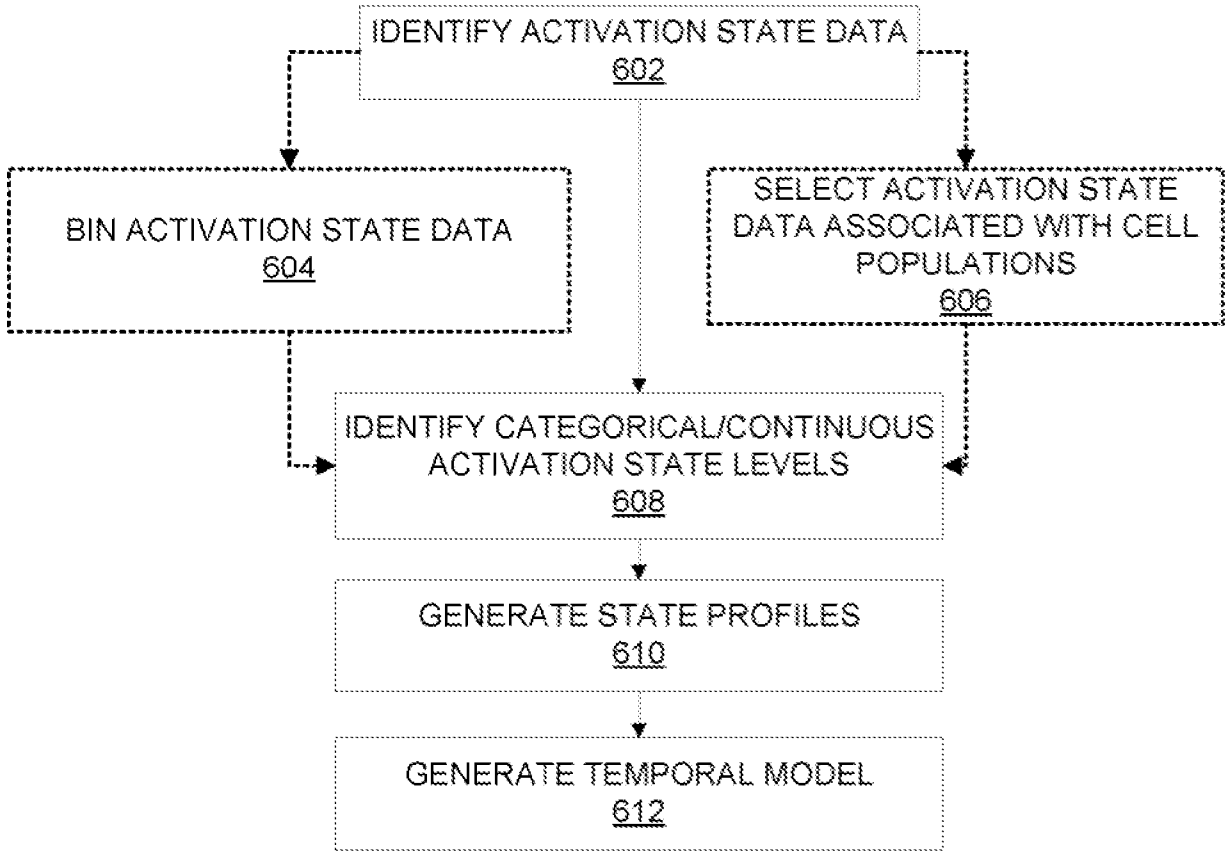 IDENTIFY ACTIVATION STATE DATA
602
BIN ACTIVATION STATE DATA
604
SELECT ACTIVATION STATE
DATA ASSOCIATED WITH CELL
POPULATIONS
606
IDENTIFY CATEGORICAL/CONTINUOUS
ACTIVATION STATE LEVELS
608
GENERATE STATE PROFILES
610
GENERATE TEMPORAL MODEL
612